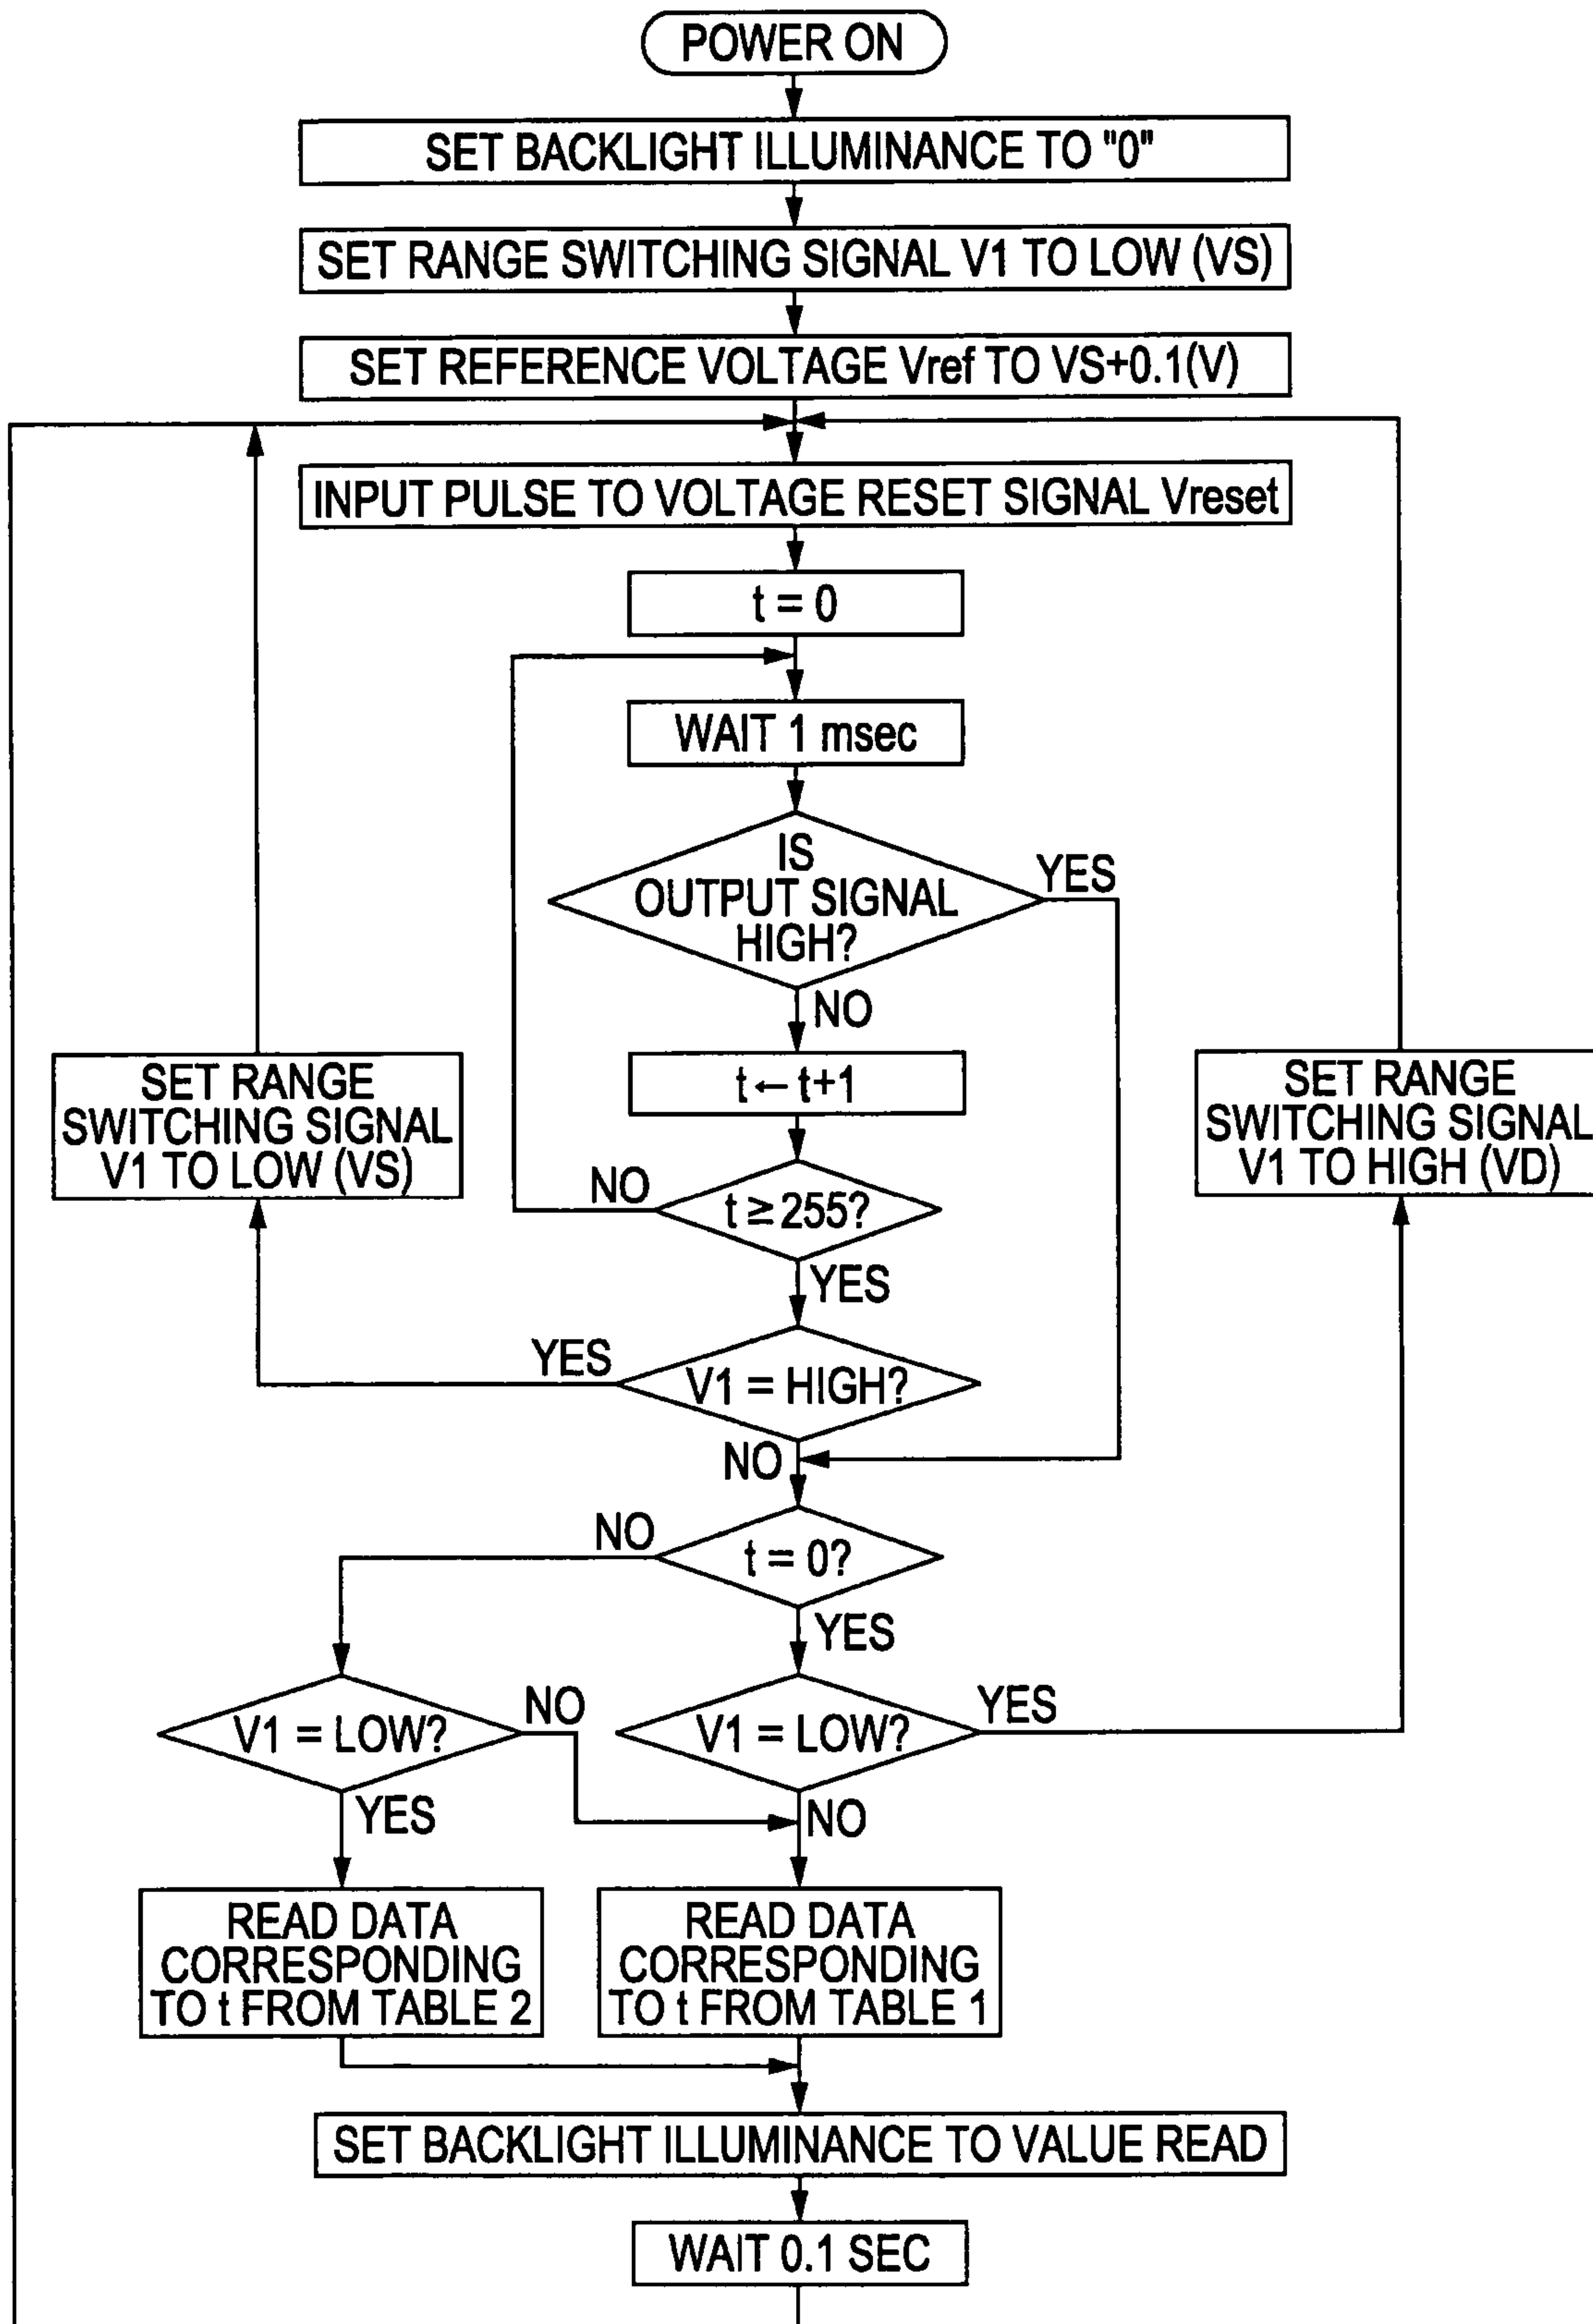 POWER ON
SET BACKLIGHT ILLUMINANCE TO "0"
SET RANGE SWITCHING SIGNAL V1 TO LOW (VS)
SET REFERENCE VOLTAGE Vref TO VS+0.1(V)
INPUT PULSE TO VOLTAGE RESET SIGNAL Vreset
t = 0
WAIT 1 msec
IS
OUTPUT SIGNAL
HIGH?
YES
NO
t ← t+1
SET RANGE
SWITCHING SIGNAL
V1 TO LOW (VS)
SET RANGE
SWITCHING SIGNAL
V1 TO HIGH (VD)
NO
t ≧ 255?
YES
YES
V1 = HIGH?
NO
NO
t = 0?
YES
V1 = LOW?
NO
V1 = LOW?
YES
YES
NO
READ DATA
CORRESPONDING
TO t FROM TABLE 2
READ DATA
CORRESPONDING
TO t FROM TABLE 1
SET BACKLIGHT ILLUMINANCE TO VALUE READ
WAIT 0.1 SEC